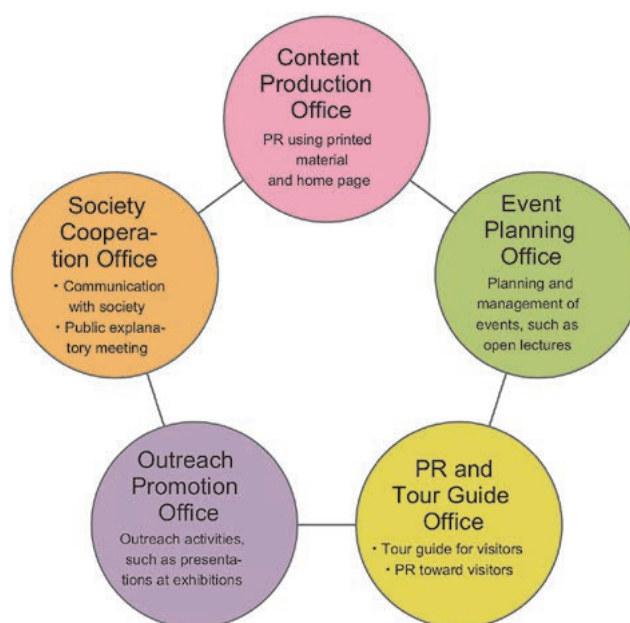 Content
Production
Office
PR using printed
material
and home page
Society
Coopera-
tion Office
・Communication
with society
・Public explana-
tory meeting
Event
Planning
Office
Planning and
management of
events, such as
open lectures
Outreach
Promotion
Office
Outreach activities,
such as presenta-
tions at exhibitions
PR and
Tour Guide
Office
・Tour guide for visitors
・PR toward visitors